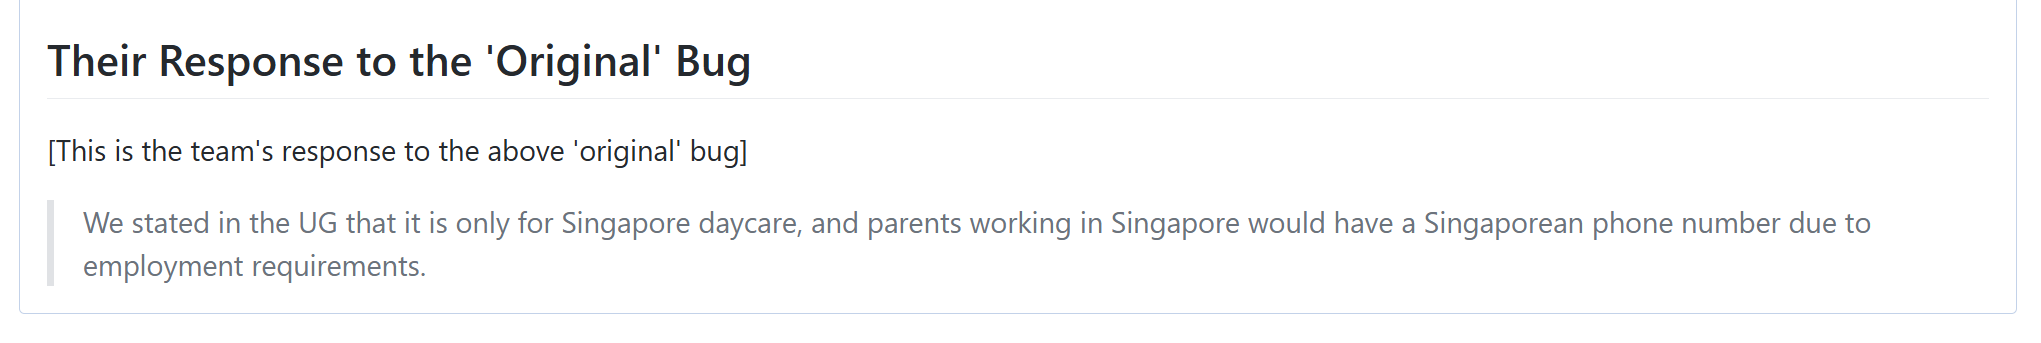 Their Response to the 'Original' Bug
[This is the team's response to the above 'original' bug]
We stated in the UG that it is only for Singapore daycare, and parents working in Singapore would have a Singaporean phone number due to
employment requirements.